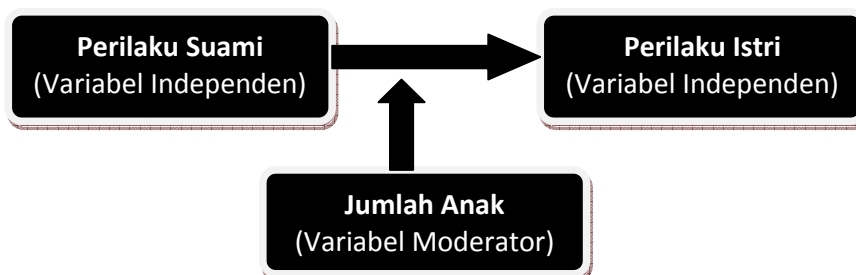 Perilaku Suami
(Variabel Independen)
Perilaku Istri
(Variabel Independen)
Jumlah Anak
(Variabel Moderator)